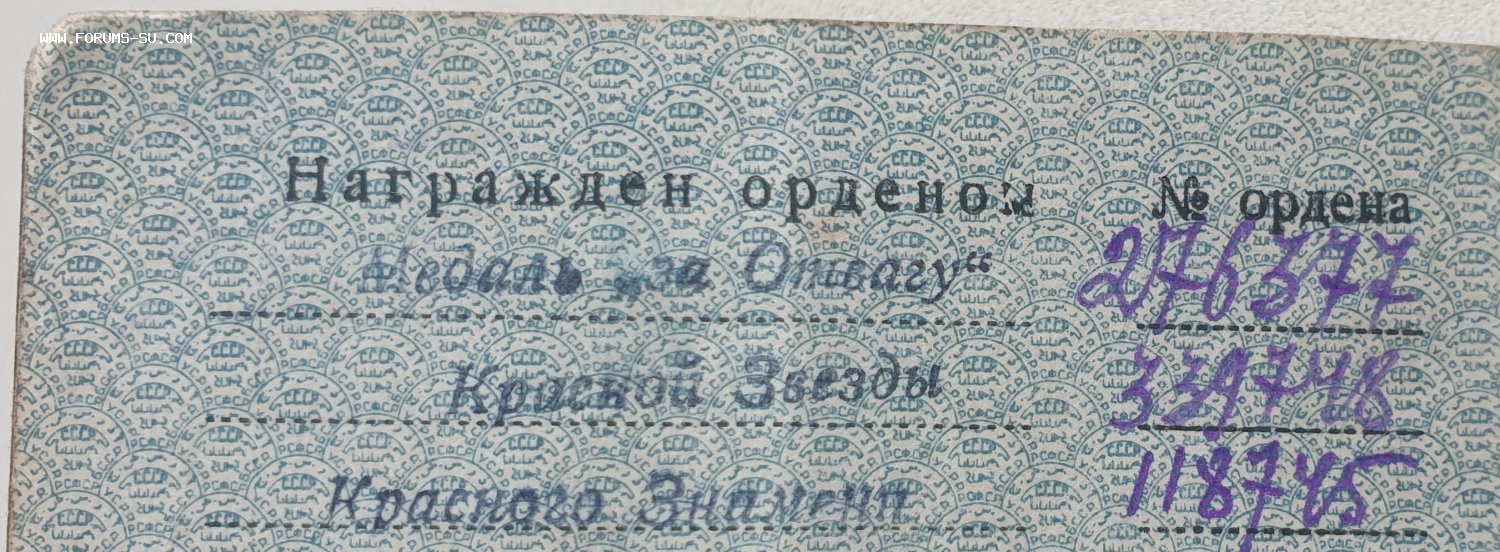 www.forums-su.com
Награжден орденом № ордена
Медаль „за Отвагу“ 276377
Красной Звезды 339748
Красного Знамени 118745